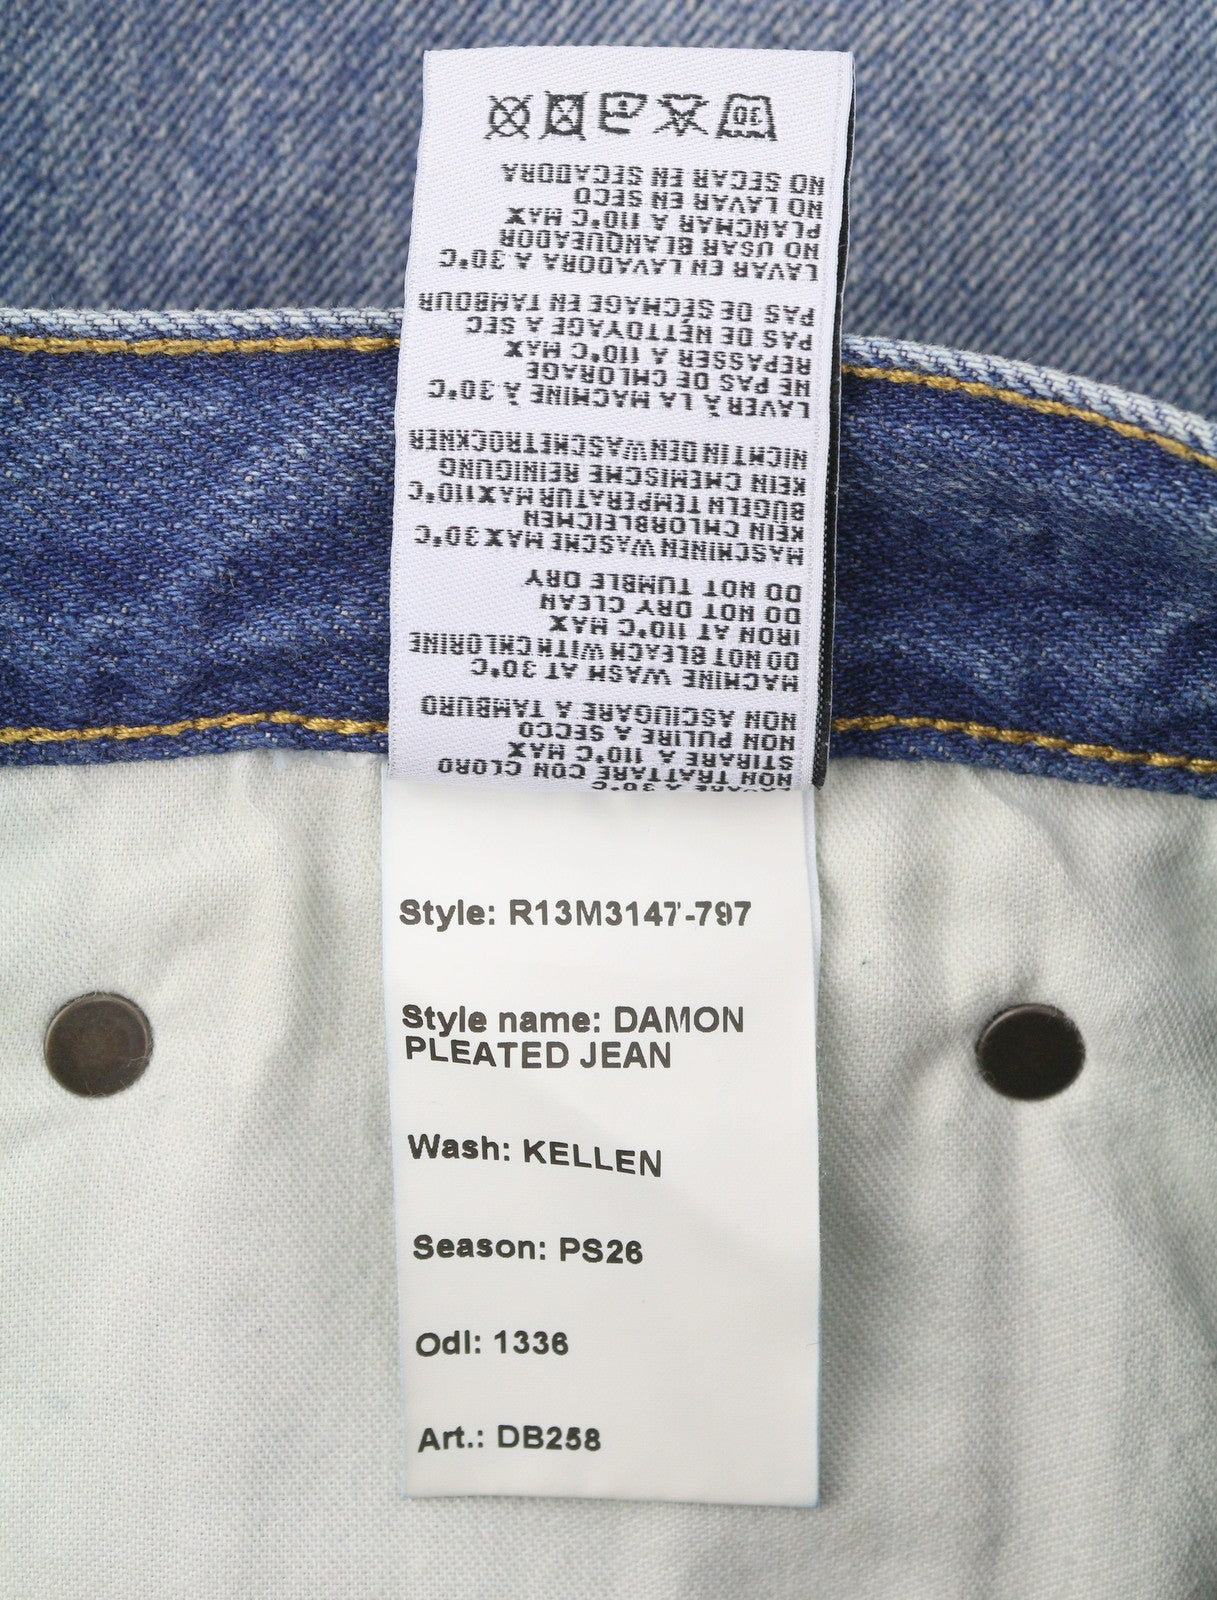 A 30°C
NON TRATTARE CON CLORO
STIRARE A 110°C MAX
NON PULIRE A SECCO
NON ASCIUGARE A TAMBURO
MACHINE WASH AT 30°C
DO NOT BLEACH WITH CHLORINE
IRON AT 110°C MAX
DO NOT DRY CLEAN
DO NOT TUMBLE DRY
MASCHINEN WASCHE MAX 30°C
KEIN CHLORBLEICHEN
BÜGELN TEMPERATUR MAX110°C
KEIN CHEMISCHE REINIGUNG
NICHT IN DEN WASCHETROCKNER
LAVER À LA MACHINE À 30°C
NE PAS DE CHLORAGE
REPASSER A 110°C MAX
PAS DE NETTOYAGE A SEC
PAS DE SÉCHAGE EN TAMBOUR
LAVAR EN LAVADORA A 30°C
NO USAR BLANQUEADOR
PLANCHAR A 110°C MAX
NO LAVAR EN SECO
NO SECAR EN SECADORA
30
Style: R13M3147-797
Style name: DAMON
PLEATED JEAN
Wash: KELLEN
Season: PS26
Odl: 1336
Art.: DB258